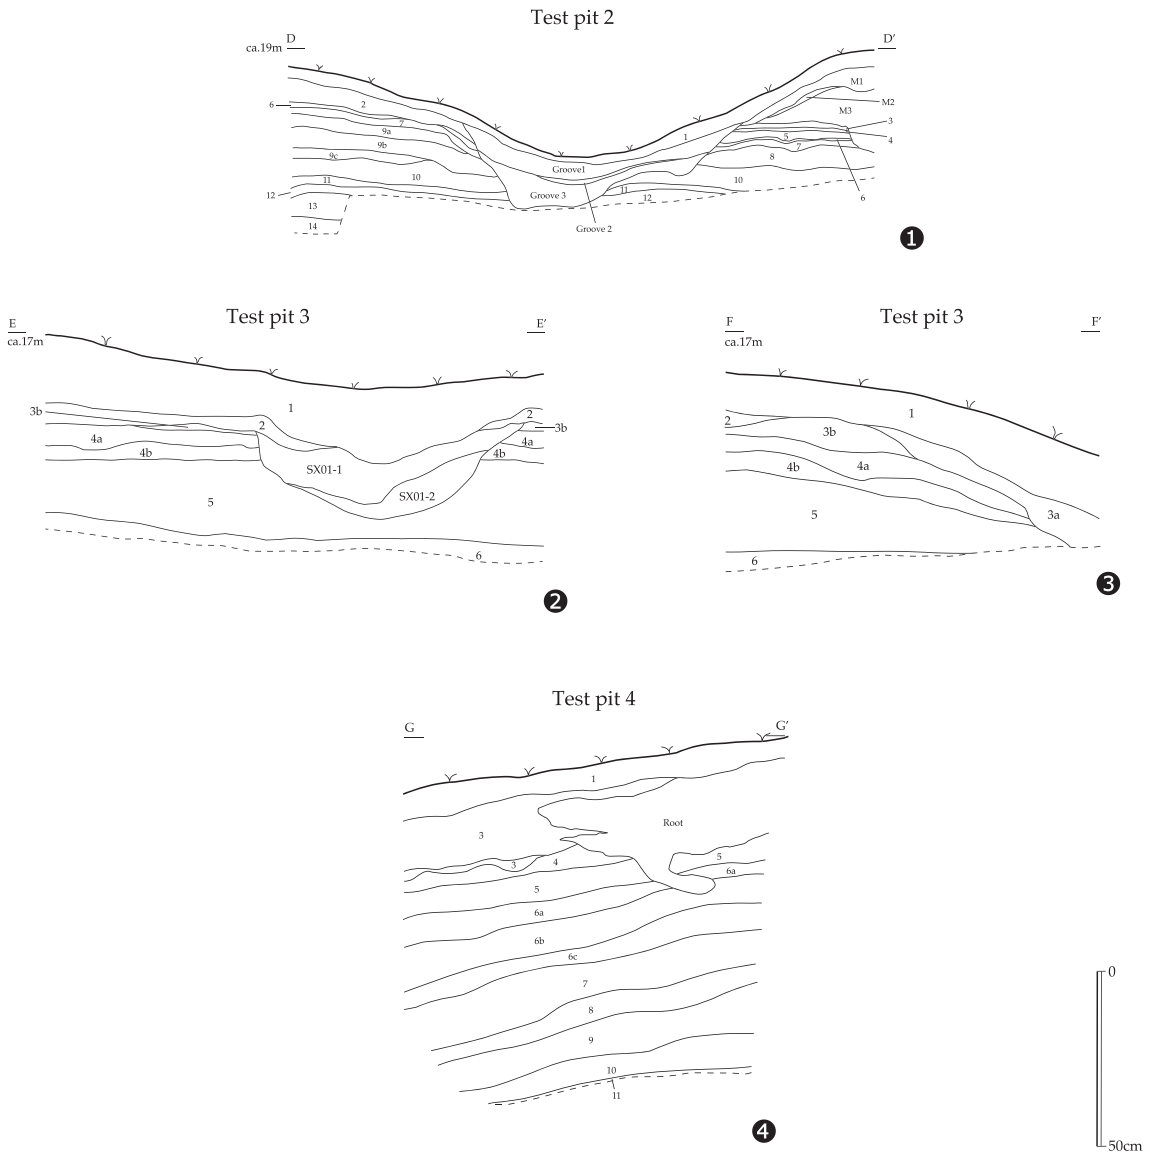 Test pit 2
D
D'
ca.19m
M1
M2
6
2
M3
7
3
9a
1
5
4
9b
7
9c
8
Groove1
10
10
11
11
12
Groove 3
12
6
13
14
Groove 2
❶
Test pit 3
E
E'
ca.17m
1
3b
2
2
3b
4a
4a
4b
4b
SX01-1
SX01-2
5
6
❷
Test pit 3
F
F'
ca.17m
1
2
3b
4b
4a
5
3a
6
❸
Test pit 4
G
G'
1
Root
3
3
4
5
6a
5
6a
6b
6c
7
8
9
10
11
❹
0
50cm